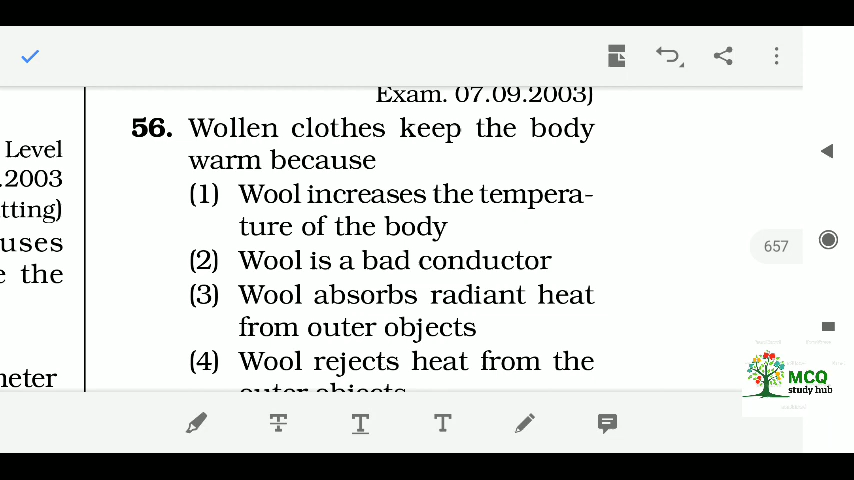 Exam. 07.09.2003)
56. Wollen clothes keep the body
warm because
(1) Wool increases the tempera-
ture of the body
(2) Wool is a bad conductor
(3) Wool absorbs radiant heat
from outer objects
(4) Wool rejects heat from the
outer objects
Level
.2003
tting)
uses
e the
neter
657
MCQ
study hub